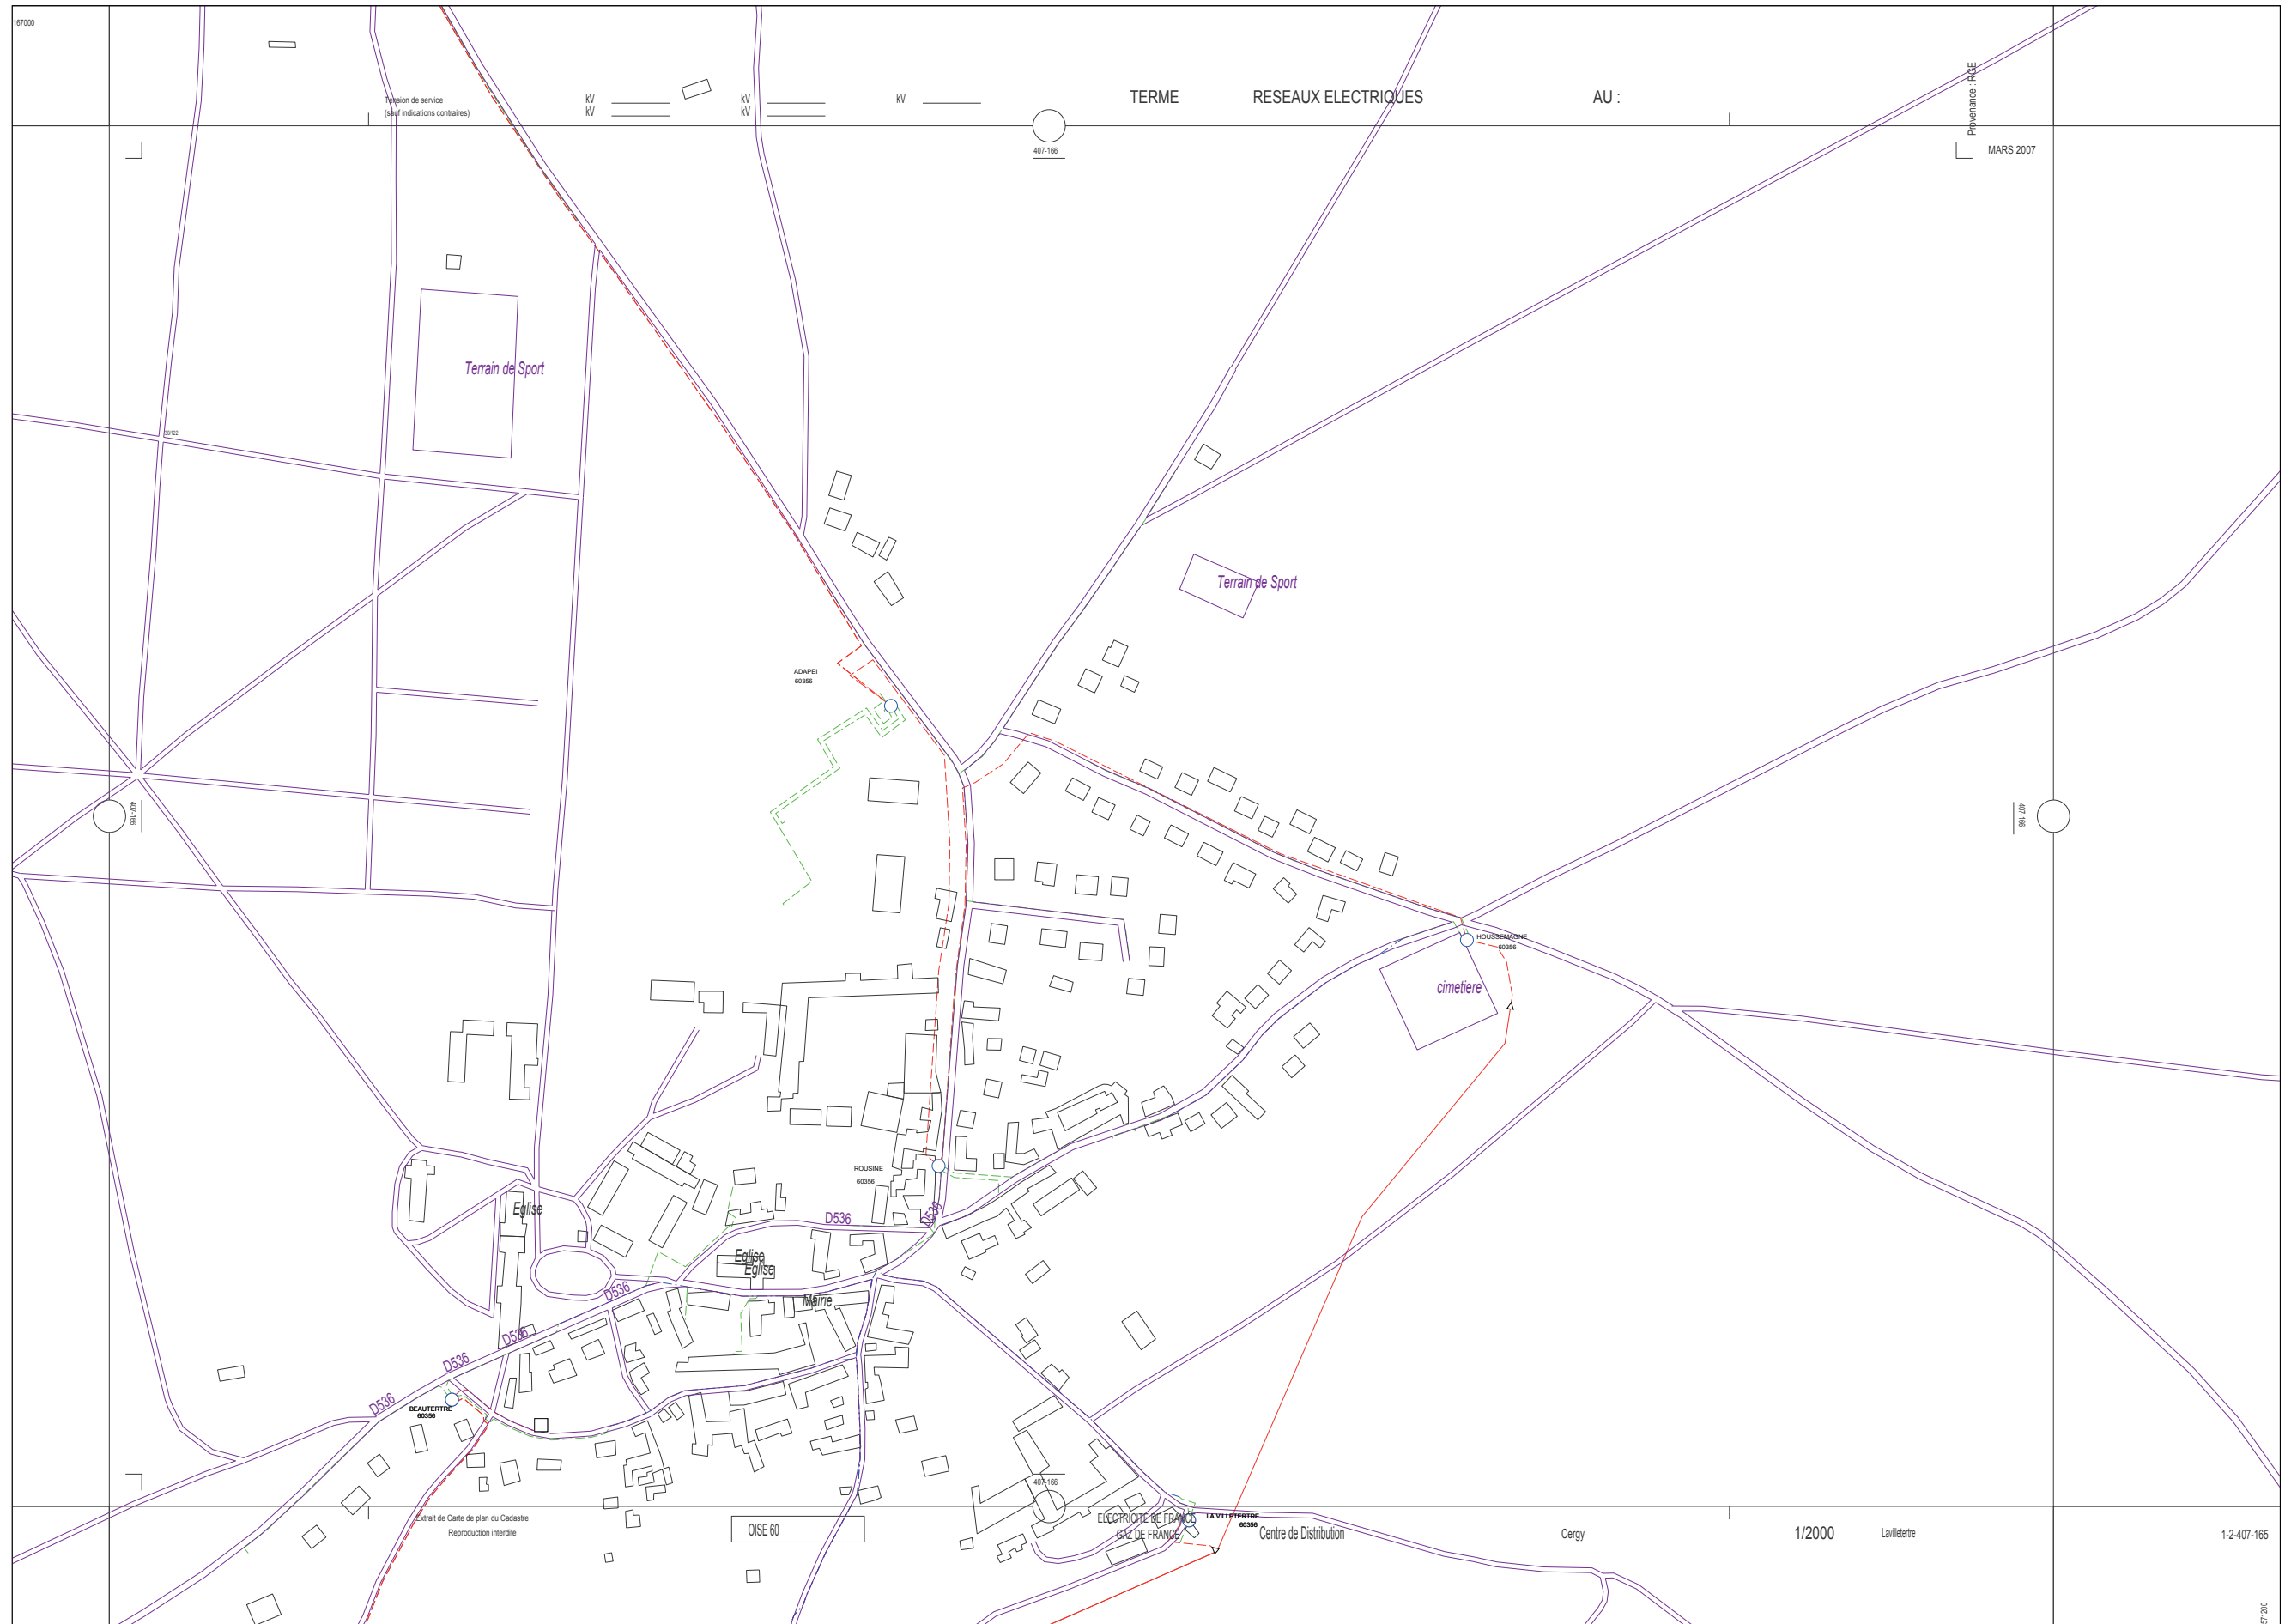 167000
Tension de service
(sauf indications contraires)
kV
kV
kV
kV
kV
TERME
RESEAUX ELECTRIQUES
AU :
Provenance : RGE
MARS 2007
407-166
Terrain de Sport
Terrain de Sport
ADAPEI
60356
407-166
407-166
HOUSSEMAGNE
60356
cimetiere
ROUSINE
60356
Eglise
D536
D536
Eglise
Eglise
D536
Mairie
D536
D536
D536
BEAUTERTRE
60356
407-166
Extrait de Carte de plan du Cadastre
Reproduction interdite
OISE 60
ELECTRICITE DE FRANCE
GAZ DE FRANCE
LA VILLETERTRE
60356
Centre de Distribution
Cergy
1/2000
Lavilletertre
1-2-407-165
571200